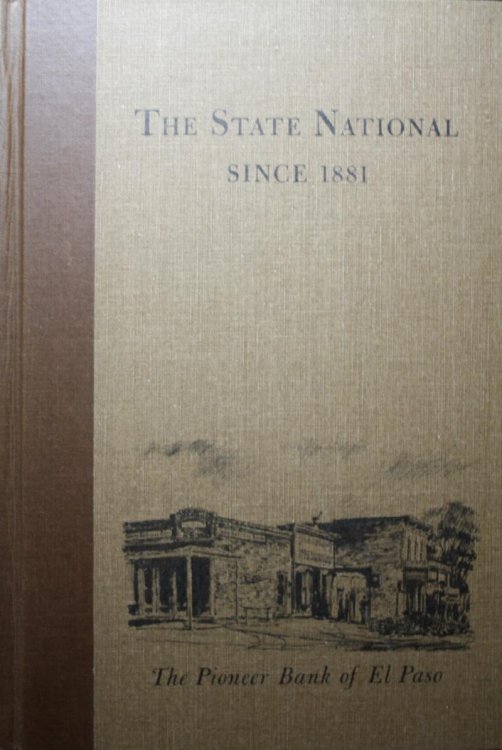 THE STATE NATIONAL
SINCE 1881
The Pioneer Bank of El Paso